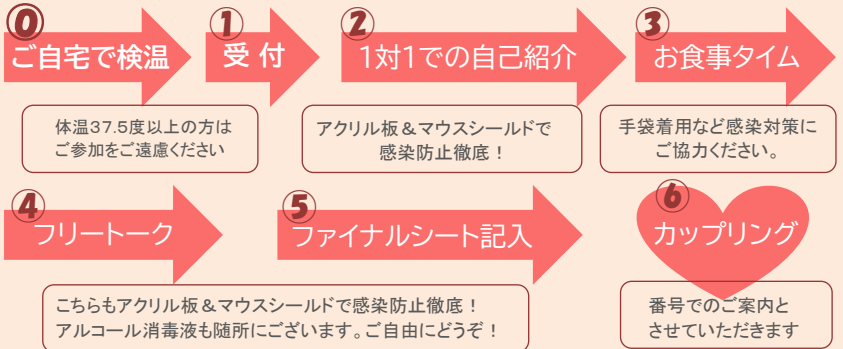 ⓪
ご自宅で検温
①
受付
②
1対1での自己紹介
③
お食事タイム
体温37.5度以上の方は
ご参加をご遠慮ください
アクリル板&マウスシールドで
感染防止徹底!
手袋着用など感染対策に
ご協力ください。
④
フリートーク
⑤
ファイナルシート記入
⑥
カップリング
こちらもアクリル板&マウスシールドで感染防止徹底!
アルコール消毒液も随所にございます。ご自由にどうぞ!
番号でのご案内と
させていただきます